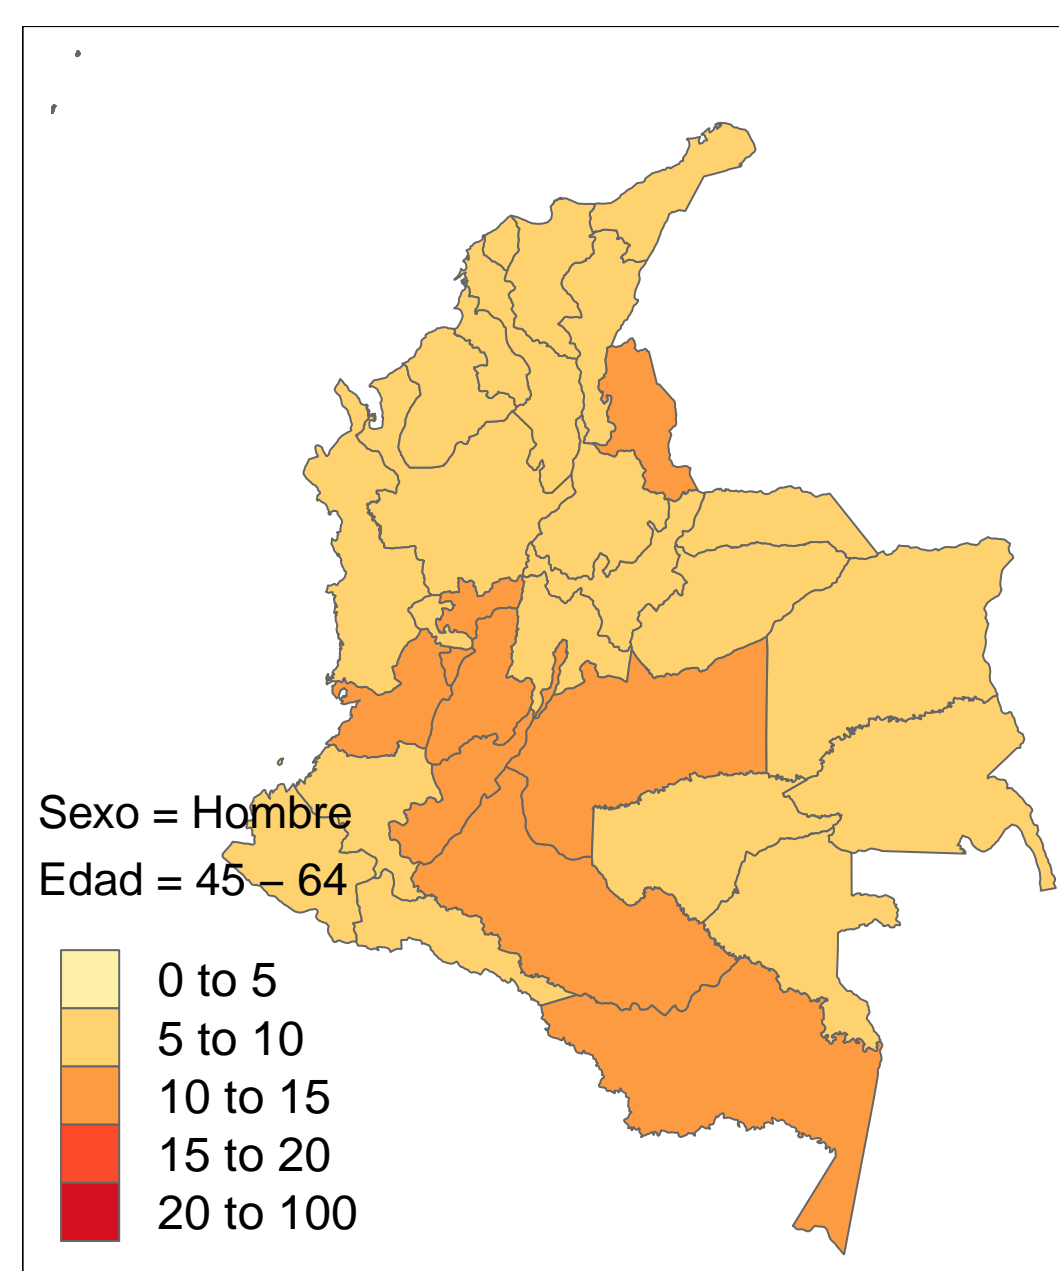 Sexo = Hombre
Edad = 45 – 64
0 to 5
5 to 10
10 to 15
15 to 20
20 to 100